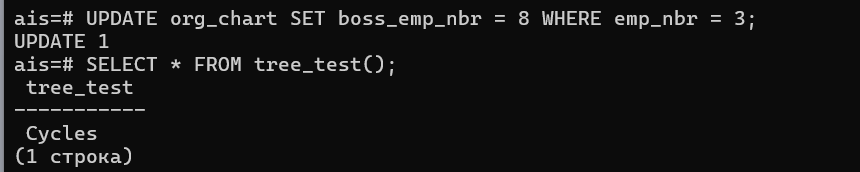 ais=# UPDATE org_chart SET boss_emp_nbr = 8 WHERE emp_nbr = 3;
UPDATE 1
ais=# SELECT * FROM tree_test();
 tree_test
-----------
 Cycles
(1 строка)